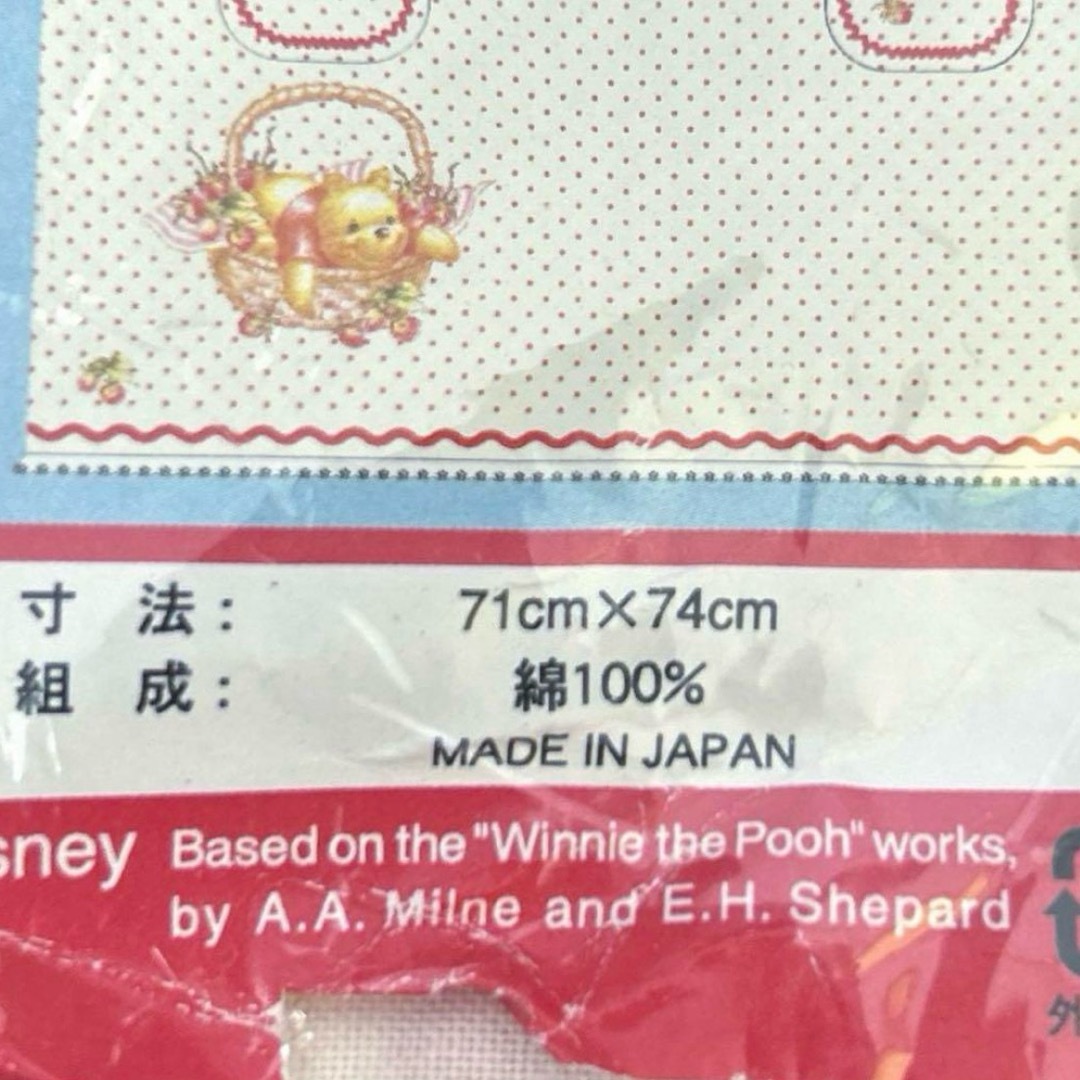 寸 法： 71cm×74cm
組 成： 綿100%
MADE IN JAPAN
sney Based on the "Winnie the Pooh" works,
by A.A. Milne and E.H. Shepard
外